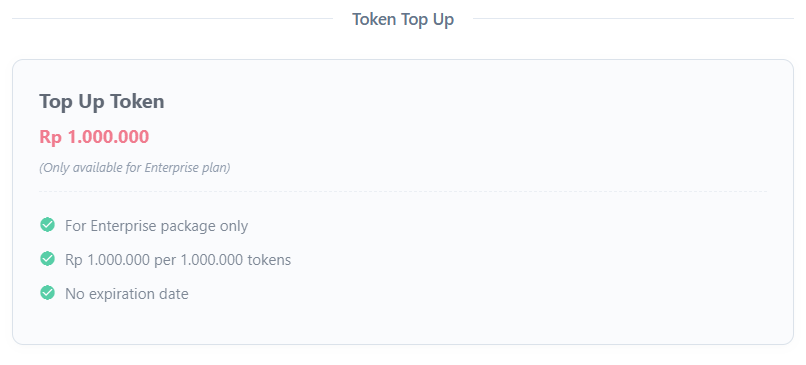 Token Top Up
Top Up Token
Rp 1.000.000
(Only available for Enterprise plan)
For Enterprise package only
Rp 1.000.000 per 1.000.000 tokens
No expiration date